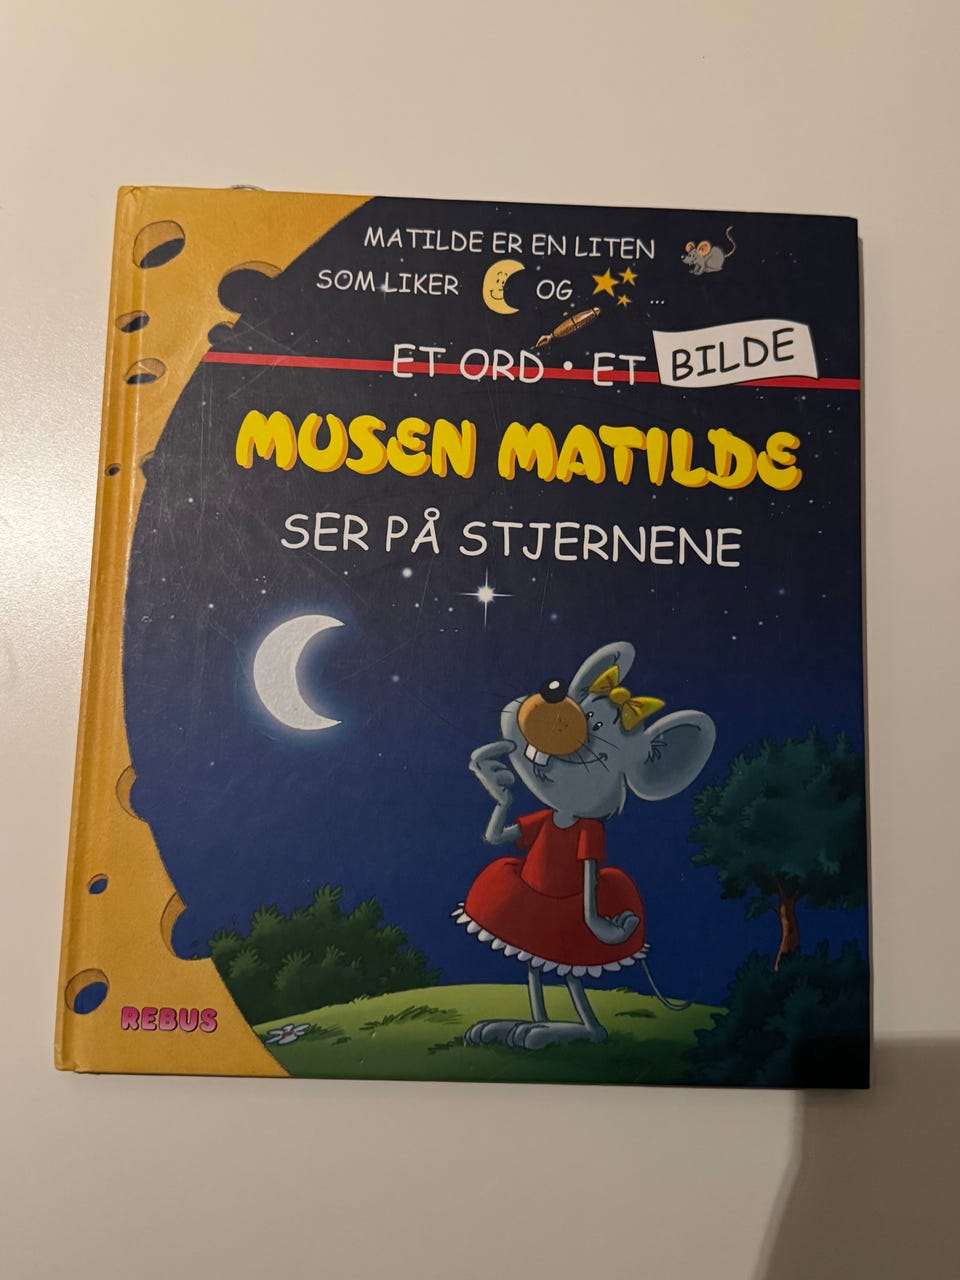 MATILDE ER EN LITEN
SOM LIKER OG ...
ET ORD • ET BILDE
MUSEN MATILDE
SER PÅ STJERNENE
REBUS